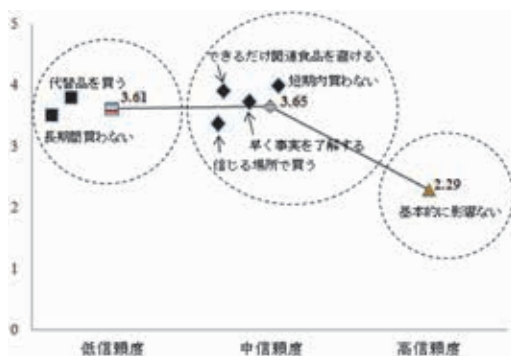 5
4
3
2
1
0
できるだけ関連食品を避ける
代替品を買う
短期内買わない
3.61
3.65
長期間買わない
早く事実を了解する
信じる場所で買う
2.29
基本的に影響ない
低信頼度
中信頼度
高信頼度